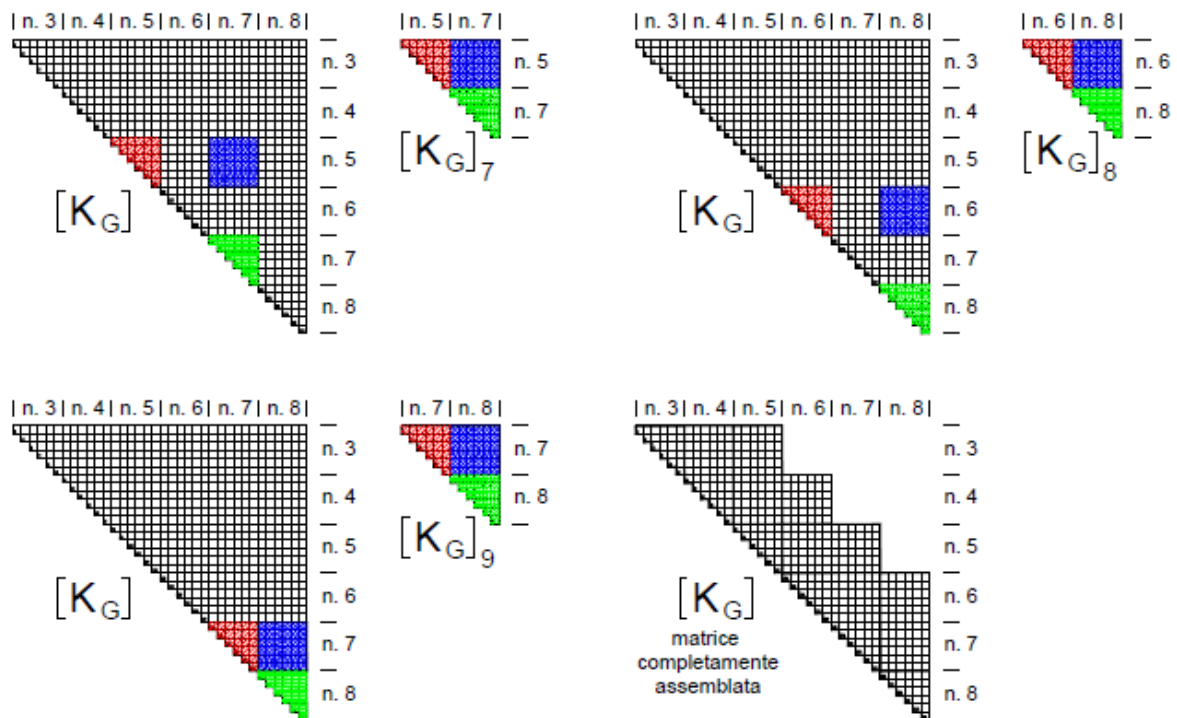 | n. 3 | n. 4 | n. 5 | n. 6 | n. 7 | n. 8 |
n. 3
n. 4
n. 5
n. 6
n. 7
n. 8
[K_G]
| n. 5 | n. 7 |
n. 5
n. 7
[K_G]_7
| n. 3 | n. 4 | n. 5 | n. 6 | n. 7 | n. 8 |
n. 3
n. 4
n. 5
n. 6
n. 7
n. 8
[K_G]
| n. 6 | n. 8 |
n. 6
n. 8
[K_G]_8
| n. 3 | n. 4 | n. 5 | n. 6 | n. 7 | n. 8 |
n. 3
n. 4
n. 5
n. 6
n. 7
n. 8
[K_G]
| n. 7 | n. 8 |
n. 7
n. 8
[K_G]_9
| n. 3 | n. 4 | n. 5 | n. 6 | n. 7 | n. 8 |
n. 3
n. 4
n. 5
n. 6
n. 7
n. 8
[K_G]
matrice
completamente
assemblata